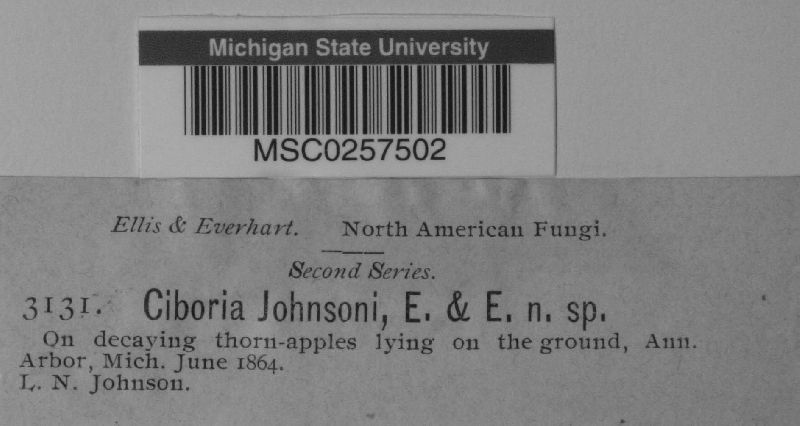 Michigan State University
MSC0257502
Ellis & Everhart. North American Fungi.
Second Series.
3131. Ciboria Johnsoni, E. & E. n. sp.
On decaying thorn-apples lying on the ground, Ann.
Arbor, Mich. June 1864.
L. N. Johnson.